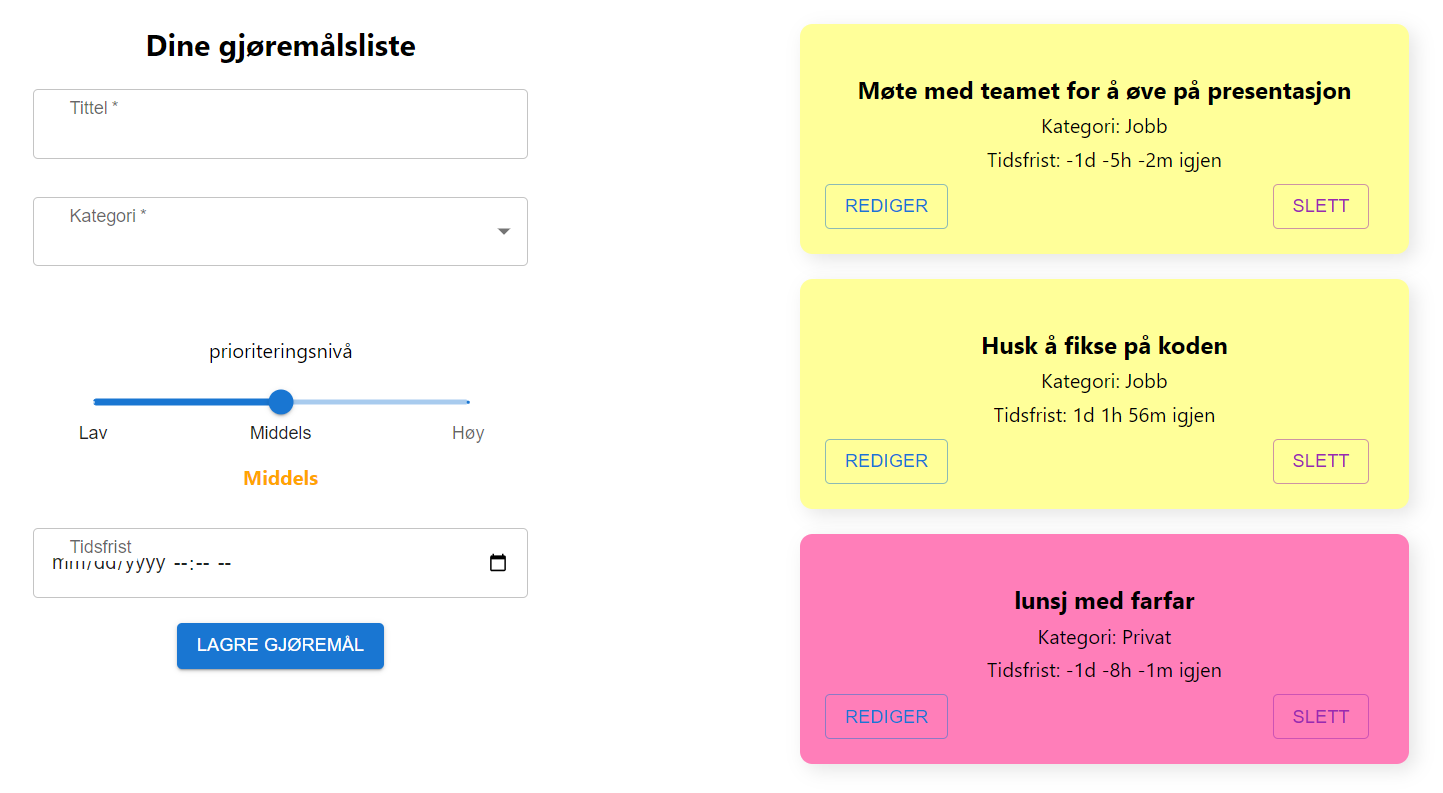 Dine gjøremålsliste
Tittel *
Kategori *
prioriteringsnivå
Lav Middels Høy
Middels
Tidsfrist
mm/dd/yyyy --:-- --
LAGRE GJØREMÅL
Møte med teamet for å øve på presentasjon
Kategori: Jobb
Tidsfrist: -1d -5h -2m igjen
REDIGER SLETT
Husk å fikse på koden
Kategori: Jobb
Tidsfrist: 1d 1h 56m igjen
REDIGER SLETT
lunsj med farfar
Kategori: Privat
Tidsfrist: -1d -8h -1m igjen
REDIGER SLETT